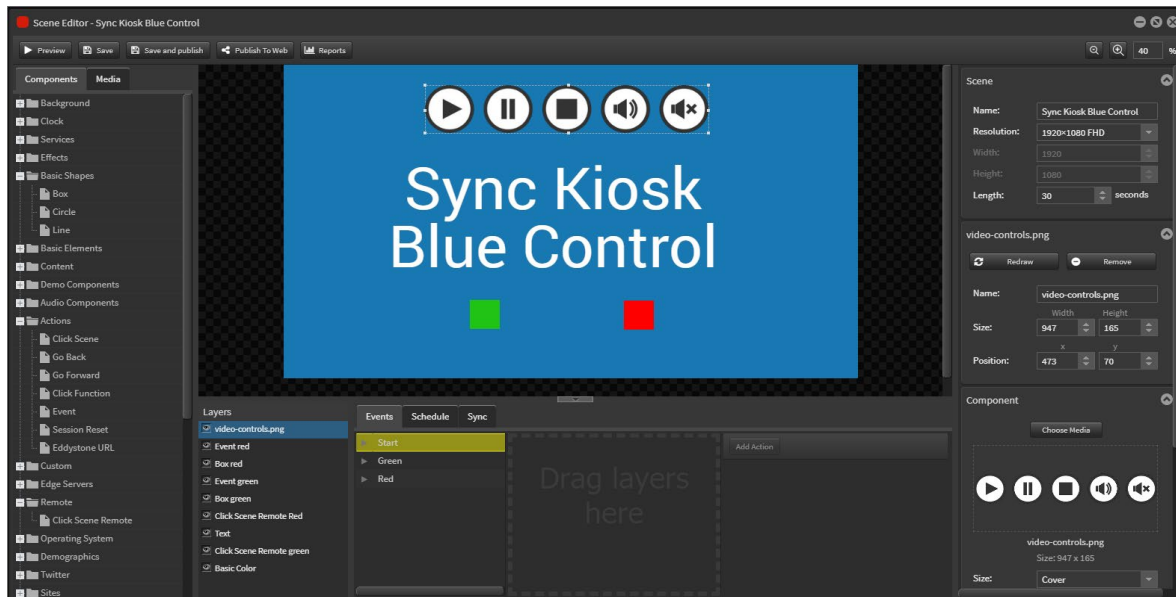 Scene Editor - Sync Kiosk Blue Control
Preview Save Save and publish Publish To Web Reports 40 %
Components Media
Background
Clock
Services
Effects
Basic Shapes
Box
Circle
Line
Basic Elements
Content
Demo Components
Audio Components
Actions
Click Scene
Go Back
Go Forward
Click Function
Event
Session Reset
Eddystone URL
Custom
Edge Servers
Remote
Click Scene Remote
Operating System
Demographics
Twitter
Sites
Sync Kiosk
Blue Control
Layers
video-controls.png
Event red
Box red
Event green
Box green
Click Scene Remote Red
Text
Click Scene Remote green
Basic Color
Events Schedule Sync
Start
Green
Red
Drag layers
here
Add Action
Scene
Name: Sync Kiosk Blue Control
Resolution: 1920×1080 FHD
Width: 1920
Height: 1080
Length: 30 seconds
video-controls.png
Redraw Remove
Name: video-controls.png
Width Height
Size: 947 165
x y
Position: 473 70
Component
Choose Media
video-controls.png
Size: 947 x 165
Size: Cover